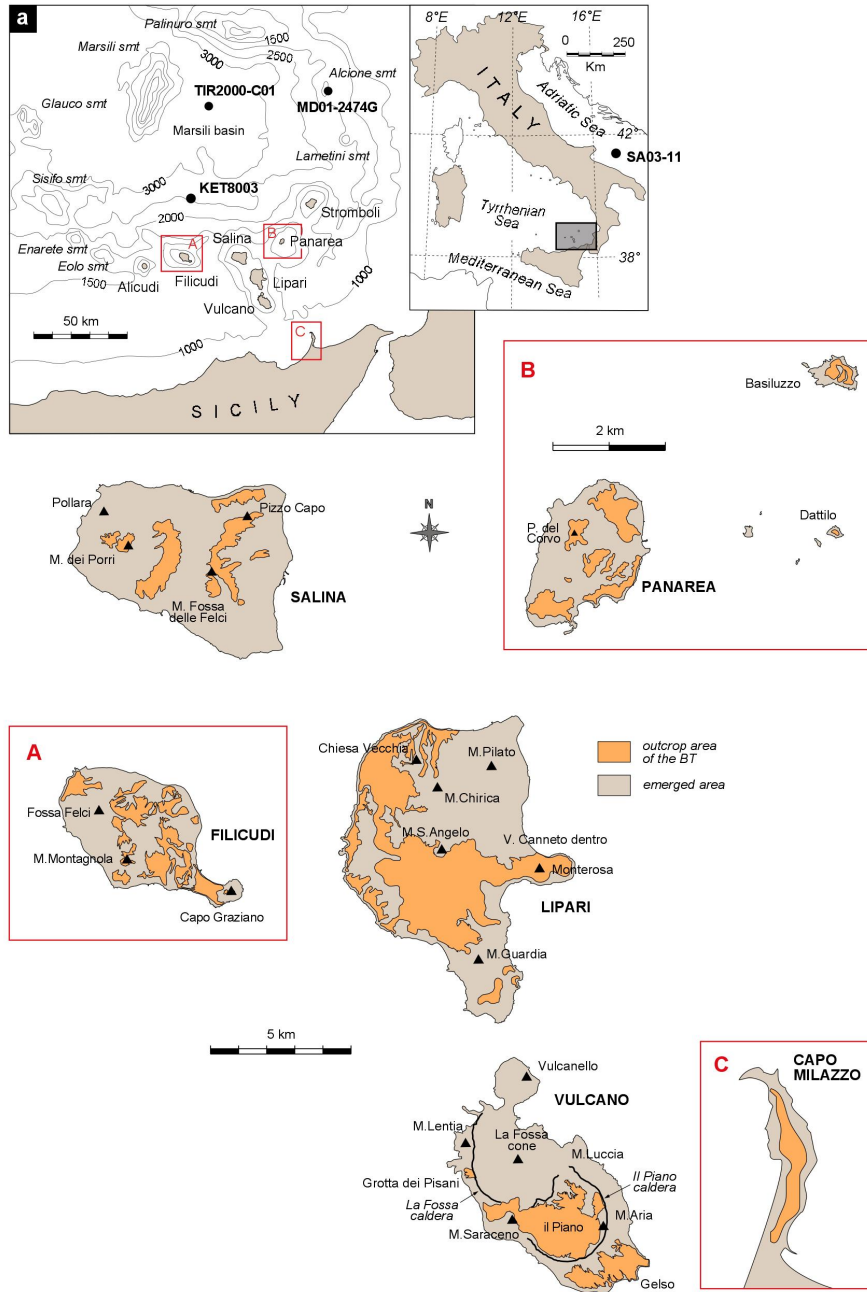 a
Palinuro smt
Marsili smt
1500
2500
3000
Alcione smt
TIR2000-C01
MD01-2474G
Glauco smt
Marsili basin
Lametini smt
Sisifo smt
3000
KET8003
2000
Stromboli
Enarete smt
A
Salina
B
Panarea
Eolo smt
1500
Alicudi
Filicudi
Lipari
1000
Vulcano
50 km
C
1000
SICILY
8°E
12°E
16°E
0
250
Km
ITALY
Adriatic Sea
42°
SA03-11
Tyrrhenian
Sea
38°
Mediterranean Sea
B
Basiluzzo
2 km
P. del
Corvo
Dattilo
PANAREA
Pollara
Pizzo Capo
M. dei Porri
M. Fossa
delle Felci
SALINA
N
A
Fossa Felci
FILICUDI
M.Montagnola
Capo Graziano
Chiesa Vecchia
M.Pilato
M.Chirica
M.S.Angelo
V. Canneto dentro
Monterosa
LIPARI
M.Guardia
outcrop area
of the BT
emerged area
5 km
Vulcanello
VULCANO
M.Lentia
La Fossa
cone
M.Luccia
Grotta dei Pisani
La Fossa
caldera
Il Piano
caldera
il Piano
M.Aria
M.Saraceno
Gelso
C
CAPO
MILAZZO